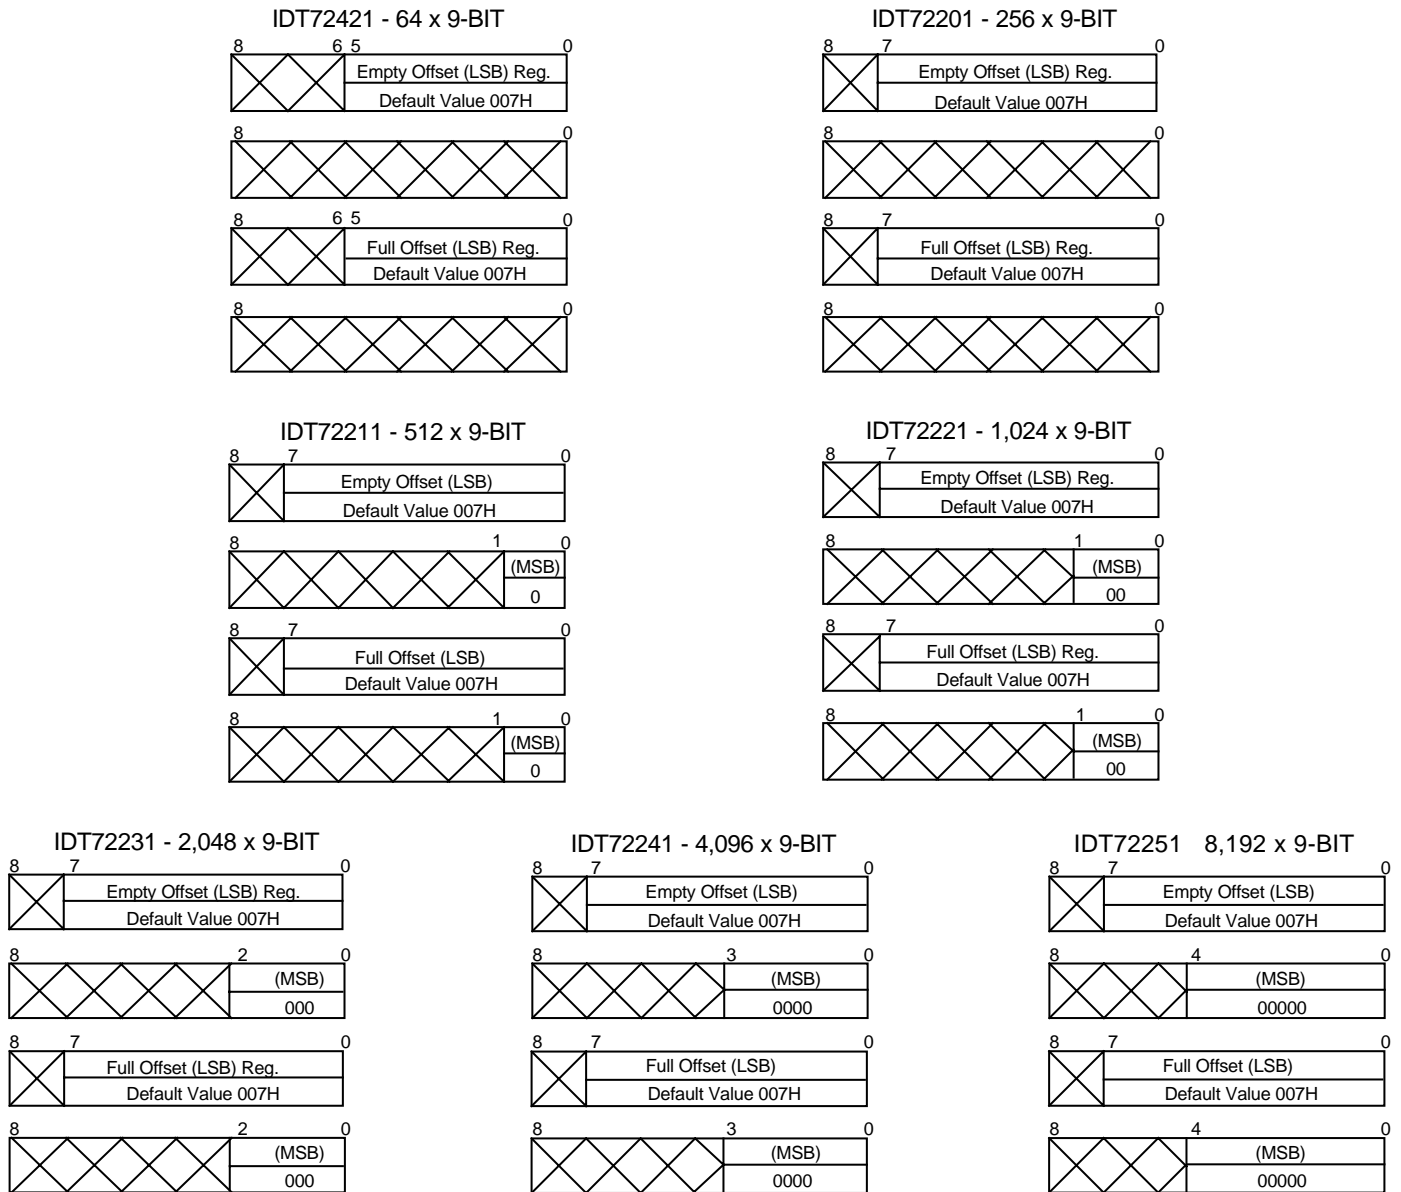 IDT72421 - 64 x 9-BIT
8 6 5 0
Empty Offset (LSB) Reg.
Default Value 007H
8 0
8 6 5 0
Full Offset (LSB) Reg.
Default Value 007H
8 0
IDT72201 - 256 x 9-BIT
8 7 0
Empty Offset (LSB) Reg.
Default Value 007H
8 0
8 7 0
Full Offset (LSB) Reg.
Default Value 007H
8 0
IDT72211 - 512 x 9-BIT
8 7 0
Empty Offset (LSB)
Default Value 007H
8 1 0
(MSB)
0
8 7 0
Full Offset (LSB)
Default Value 007H
8 1 0
(MSB)
0
IDT72221 - 1,024 x 9-BIT
8 7 0
Empty Offset (LSB) Reg.
Default Value 007H
8 1 0
(MSB)
00
8 7 0
Full Offset (LSB) Reg.
Default Value 007H
8 1 0
(MSB)
00
IDT72231 - 2,048 x 9-BIT
8 7 0
Empty Offset (LSB) Reg.
Default Value 007H
8 2 0
(MSB)
000
8 7 0
Full Offset (LSB) Reg.
Default Value 007H
8 2 0
(MSB)
000
IDT72241 - 4,096 x 9-BIT
8 7 0
Empty Offset (LSB)
Default Value 007H
8 3 0
(MSB)
0000
8 7 0
Full Offset (LSB)
Default Value 007H
8 3 0
(MSB)
0000
IDT72251 8,192 x 9-BIT
8 7 0
Empty Offset (LSB)
Default Value 007H
8 4 0
(MSB)
00000
8 7 0
Full Offset (LSB)
Default Value 007H
8 4 0
(MSB)
00000